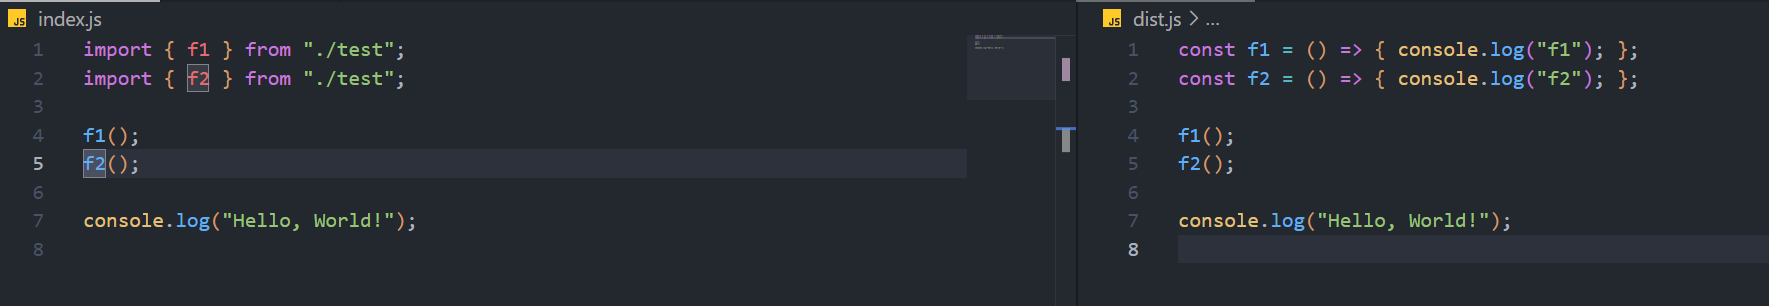 JS index.js
1 import { f1 } from "./test";
2 import { f2 } from "./test";
3
4 f1();
5 f2();
6
7 console.log("Hello, World!");
8
JS dist.js > ...
1 const f1 = () => { console.log("f1"); };
2 const f2 = () => { console.log("f2"); };
3
4 f1();
5 f2();
6
7 console.log("Hello, World!");
8